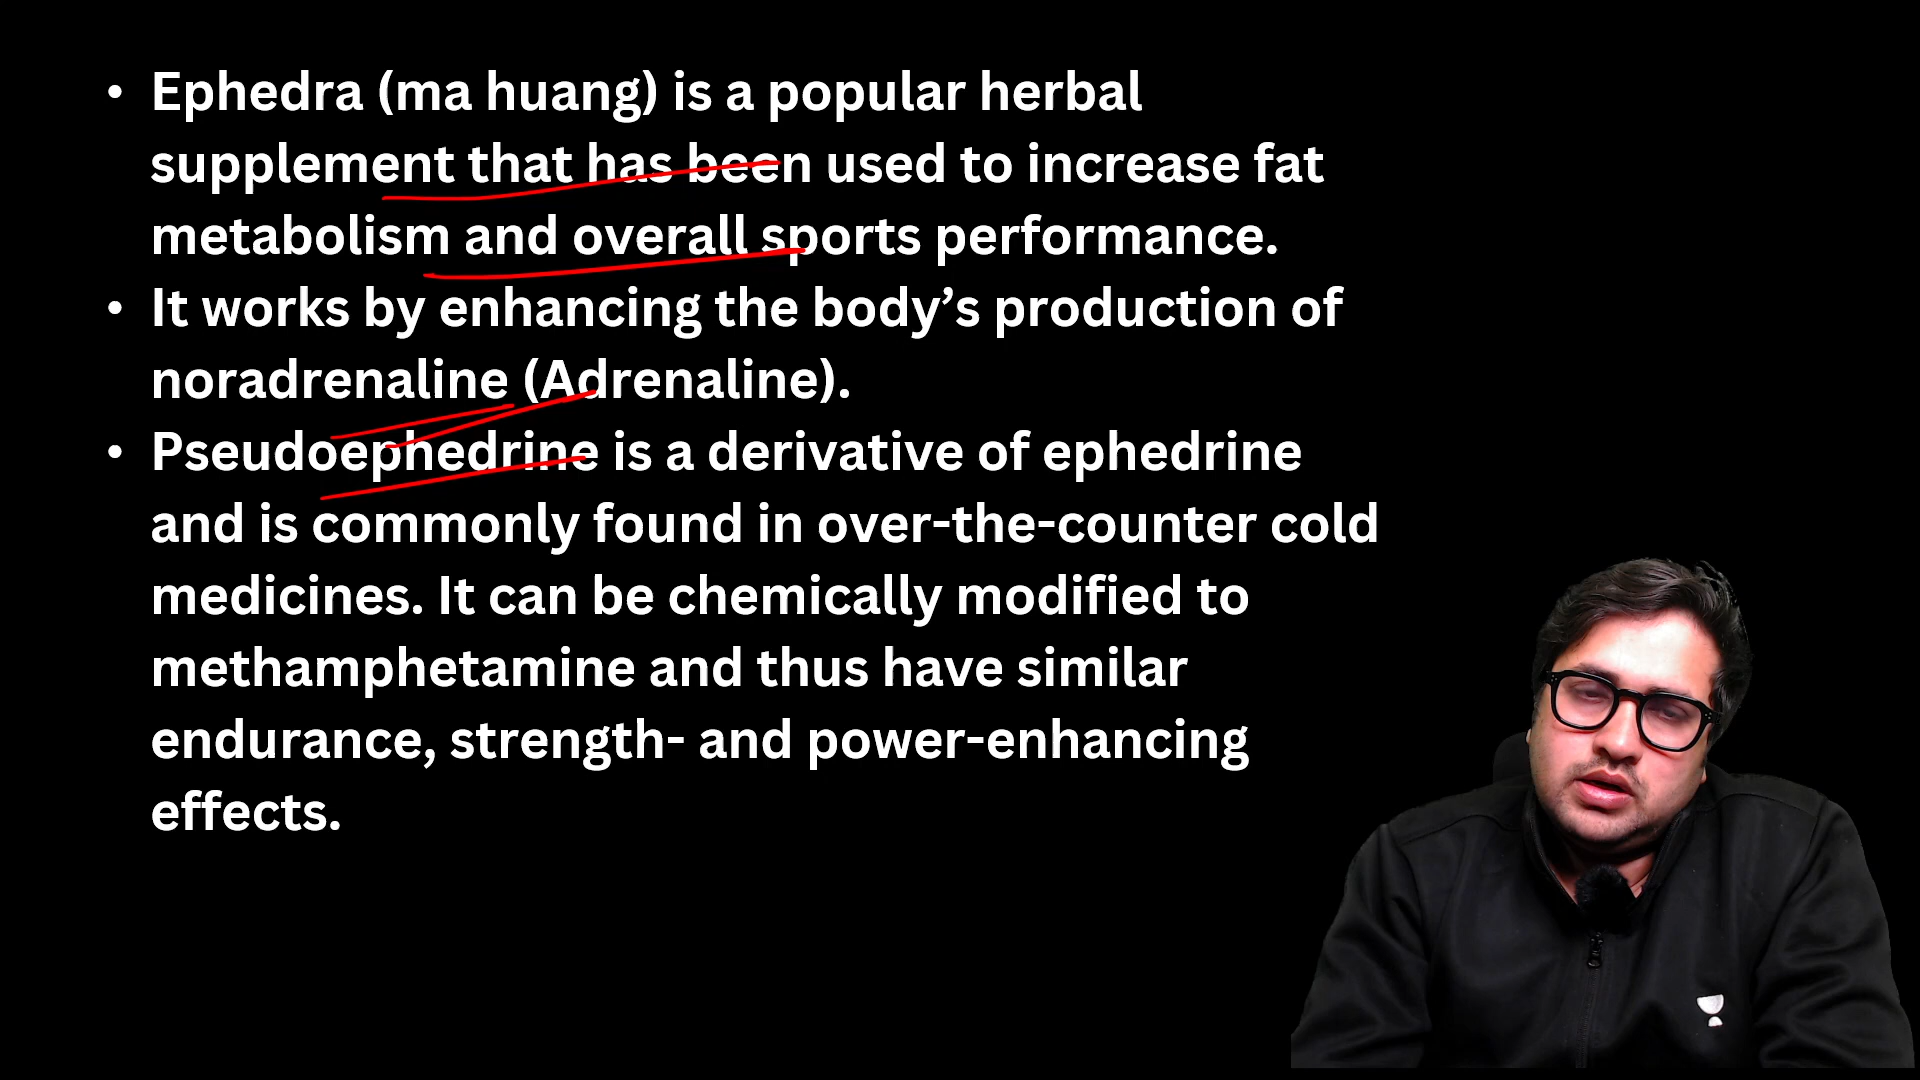 • Ephedra (ma huang) is a popular herbal
supplement that has been used to increase fat
metabolism and overall sports performance.
• It works by enhancing the body’s production of
noradrenaline (Adrenaline).
• Pseudoephedrine is a derivative of ephedrine
and is commonly found in over-the-counter cold
medicines. It can be chemically modified to
methamphetamine and thus have similar
endurance, strength- and power-enhancing
effects.